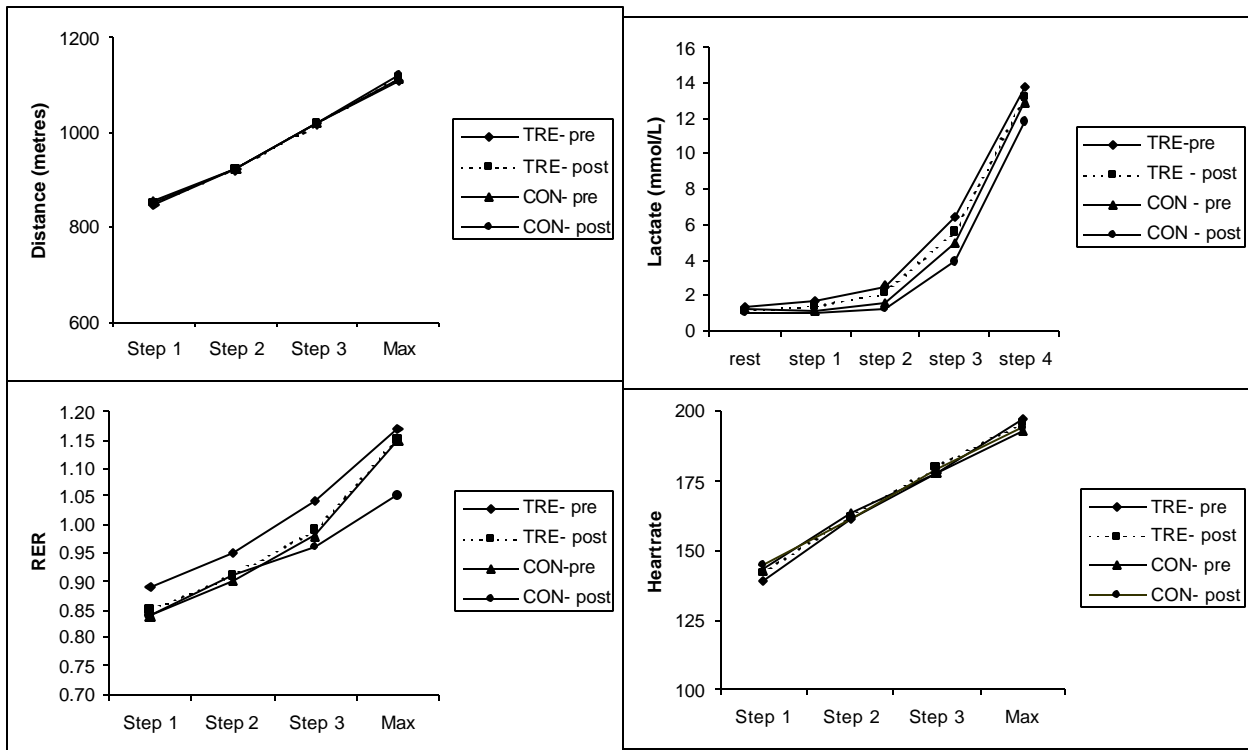 1200
1000
800
600
Distance (metres)
Step 1 Step 2 Step 3 Max
TRE- pre
TRE- post
CON- pre
CON- post
16
14
12
10
8
6
4
2
0
Lactate (mmol/L)
rest step 1 step 2 step 3 step 4
TRE-pre
TRE - post
CON - pre
CON - post
1.20
1.15
1.10
1.05
1.00
0.95
0.90
0.85
0.80
0.75
0.70
RER
Step 1 Step 2 Step 3 Max
TRE- pre
TRE- post
CON-pre
CON- post
200
175
150
125
100
Heartrate
Step 1 Step 2 Step 3 Max
TRE- pre
TRE- post
CON- pre
CON- post